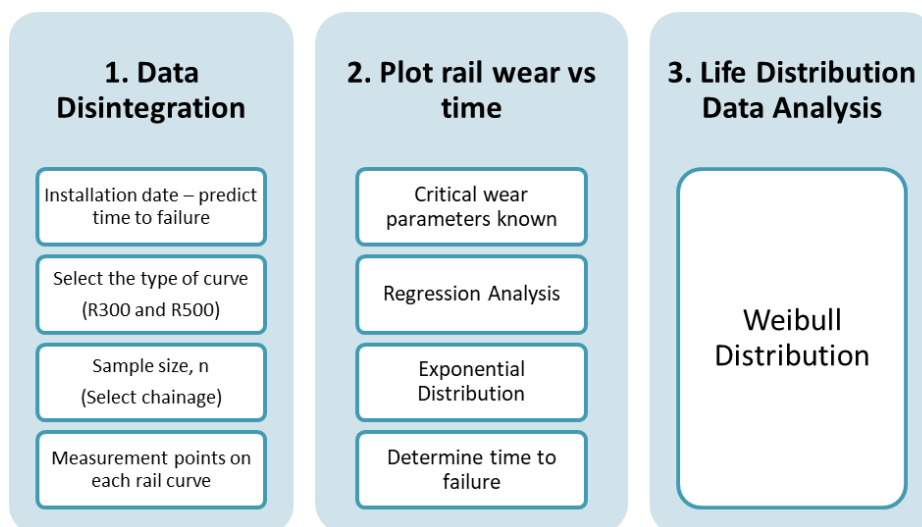 1. Data
Disintegration
Installation date – predict
time to failure
Select the type of curve
(R300 and R500)
Sample size, n
(Select chainage)
Measurement points on
each rail curve
2. Plot rail wear vs
time
Critical wear
parameters known
Regression Analysis
Exponential
Distribution
Determine time to
failure
3. Life Distribution
Data Analysis
Weibull
Distribution